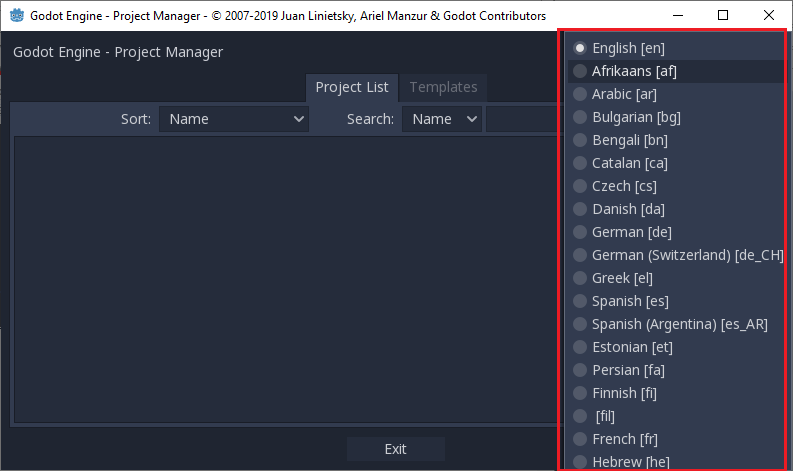 Godot Engine - Project Manager - © 2007-2019 Juan Linietsky, Ariel Manzur & Godot Contributors
Godot Engine - Project Manager
Project List Templates
Sort: Name Search: Name
Exit
English [en]
Afrikaans [af]
Arabic [ar]
Bulgarian [bg]
Bengali [bn]
Catalan [ca]
Czech [cs]
Danish [da]
German [de]
German (Switzerland) [de_CH]
Greek [el]
Spanish [es]
Spanish (Argentina) [es_AR]
Estonian [et]
Persian [fa]
Finnish [fi]
[fil]
French [fr]
Hebrew [he]